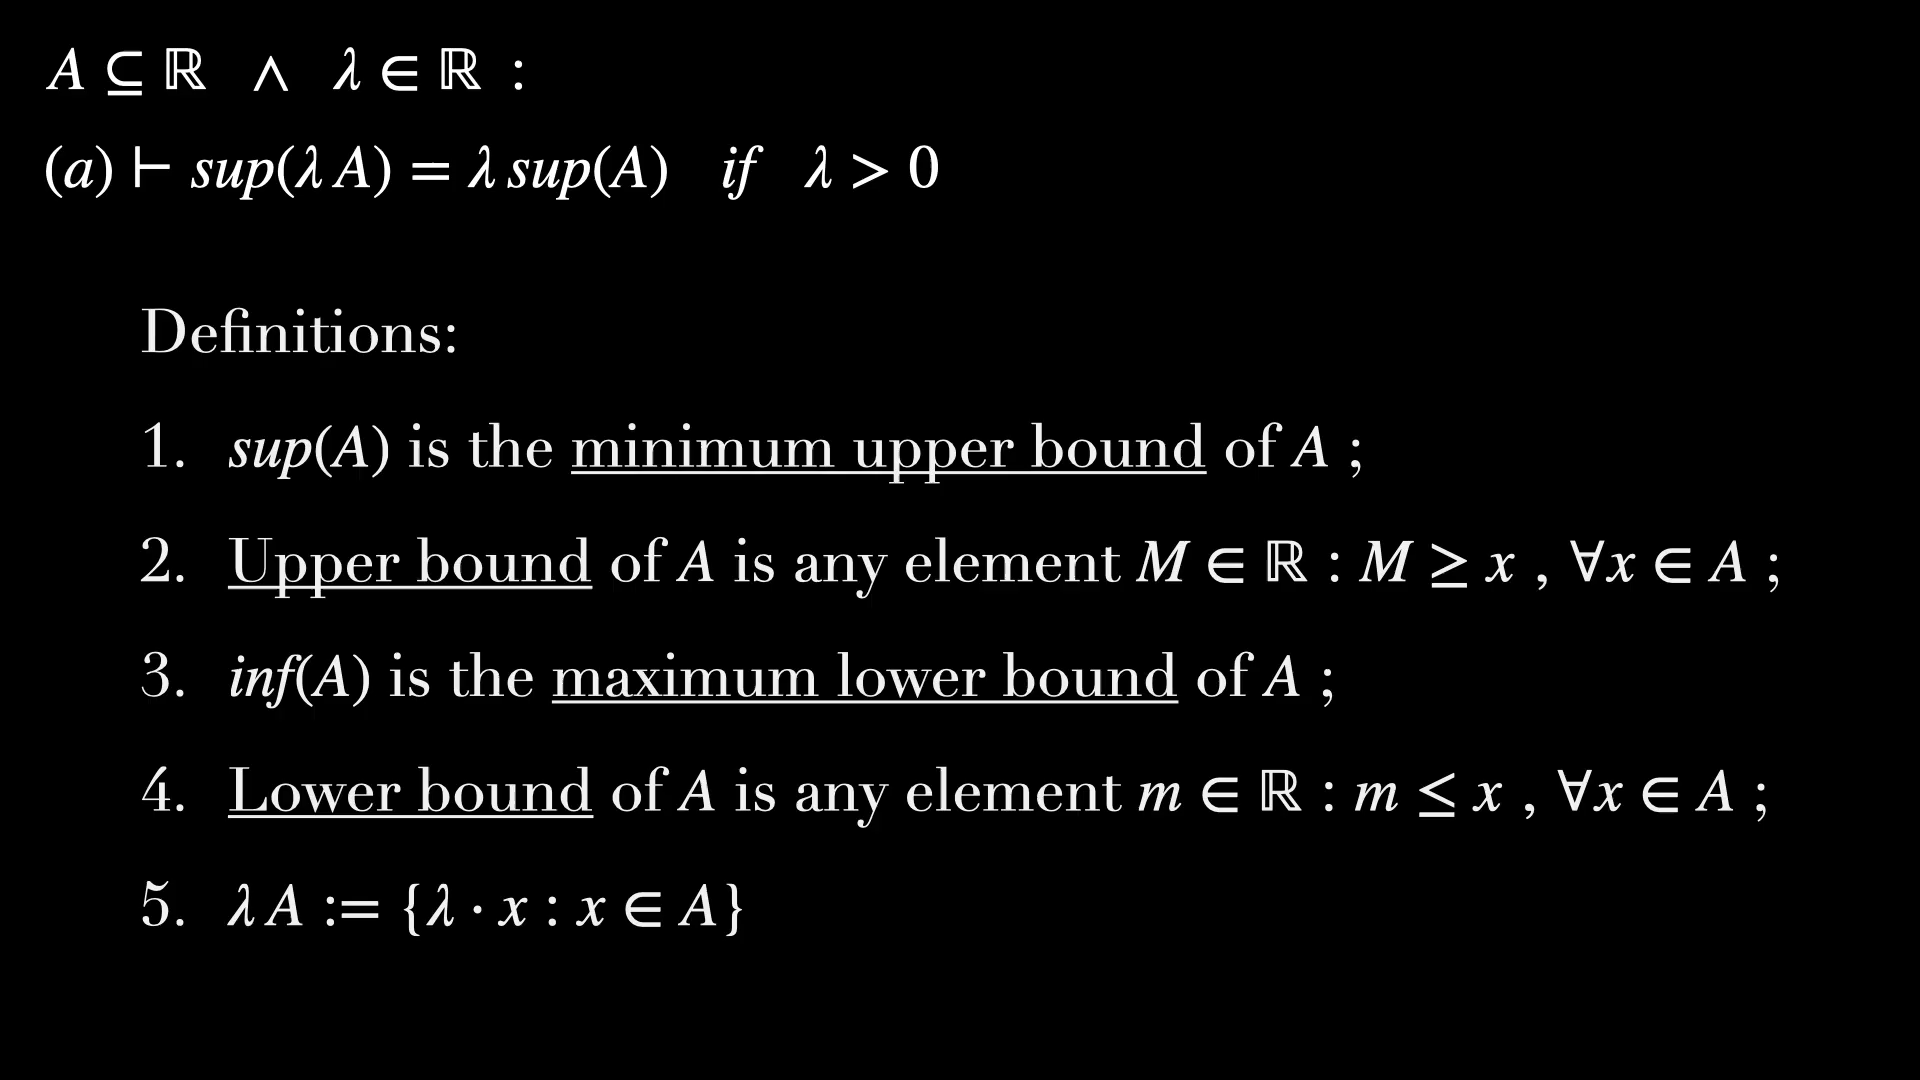 A ⊆ ℝ ∧ λ ∈ ℝ :
(a) ⊢ sup(λ A) = λ sup(A) if λ > 0
Definitions:
1. sup(A) is the minimum upper bound of A ;
2. Upper bound of A is any element M ∈ ℝ : M ≥ x , ∀x ∈ A ;
3. inf(A) is the maximum lower bound of A ;
4. Lower bound of A is any element m ∈ ℝ : m ≤ x , ∀x ∈ A ;
5. λ A := {λ · x : x ∈ A}